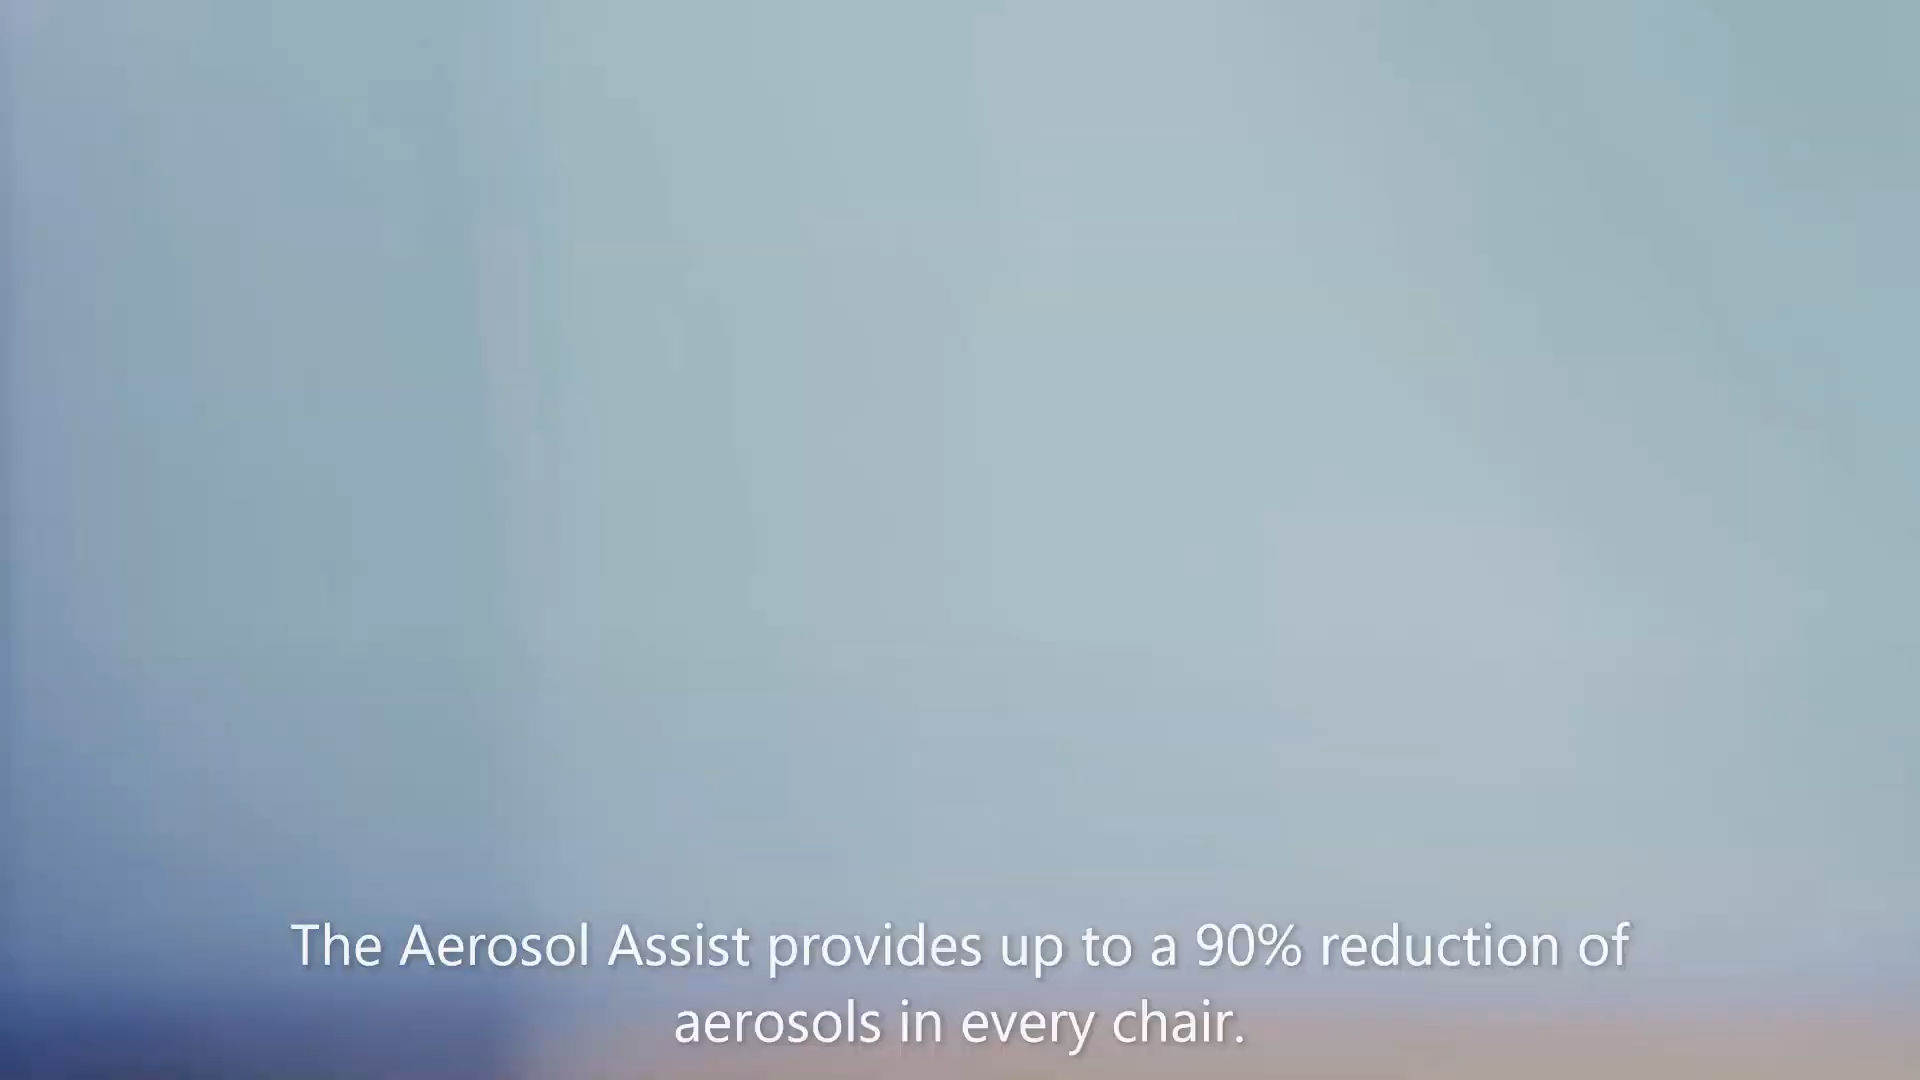 The Aerosol Assist provides up to a 90% reduction of
aerosols in every chair.